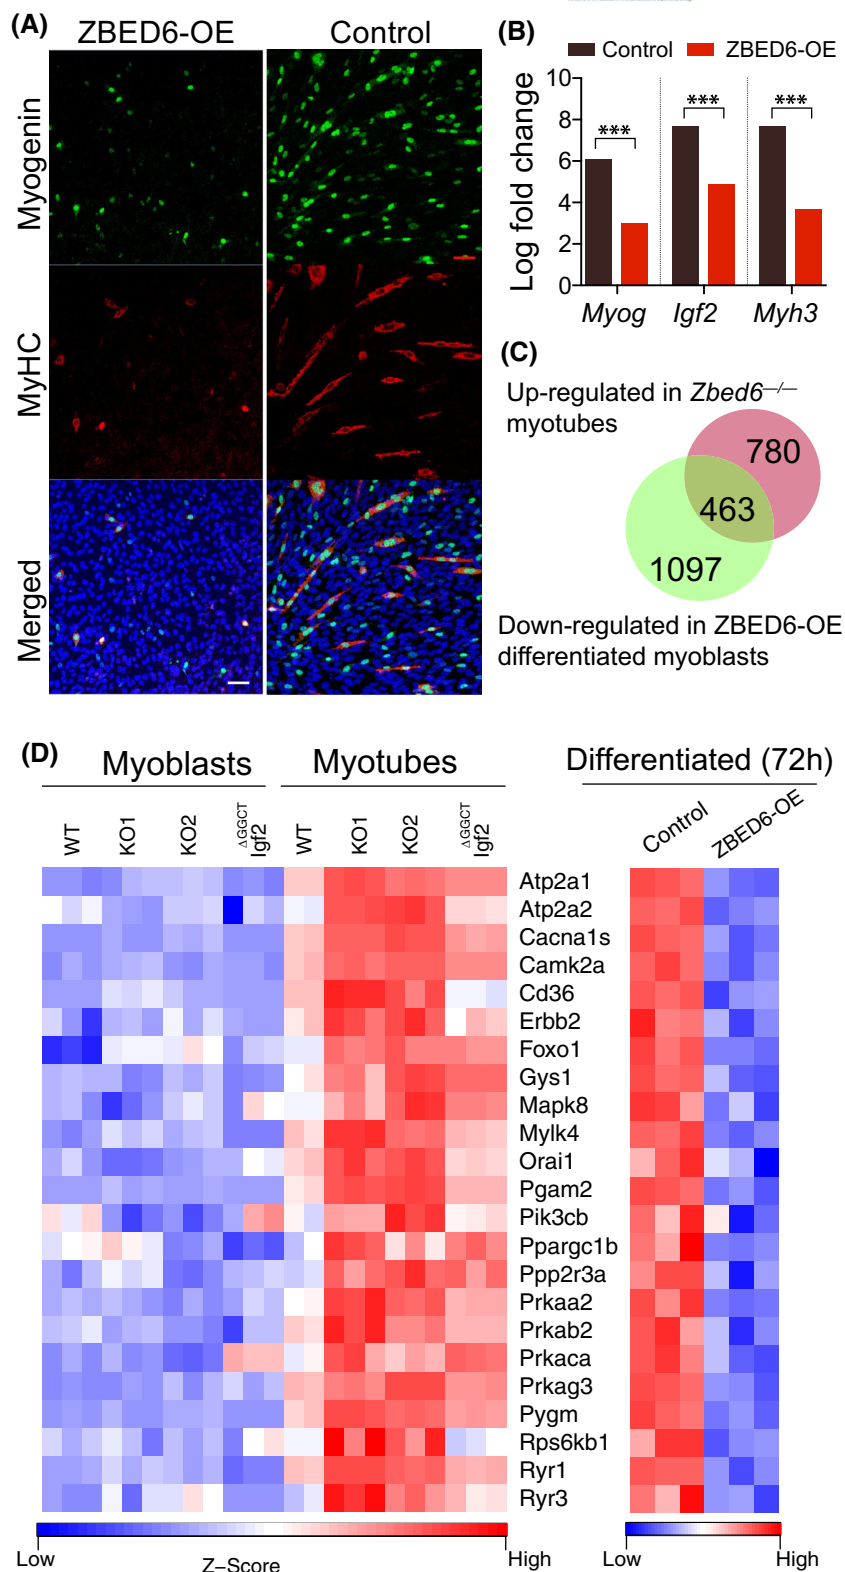 (A)
ZBED6-OE Control
Myogenin
MyHC
Merged
(B)
Control ZBED6-OE
Log fold change
10
8
6
4
2
0
*** *** ***
Myog Igf2 Myh3
(C)
Up-regulated in Zbed6–/–
myotubes
780
463
1097
Down-regulated in ZBED6-OE
differentiated myoblasts
(D)
Myoblasts Myotubes Differentiated (72h)
WT KO1 KO2 ΔGGCT Igf2 WT KO1 KO2 ΔGGCT Igf2 Control ZBED6-OE
Atp2a1
Atp2a2
Cacna1s
Camk2a
Cd36
Erbb2
Foxo1
Gys1
Mapk8
Mylk4
Orai1
Pgam2
Pik3cb
Ppargc1b
Ppp2r3a
Prkaa2
Prkab2
Prkaca
Prkag3
Pygm
Rps6kb1
Ryr1
Ryr3
Low Z–Score High Low High